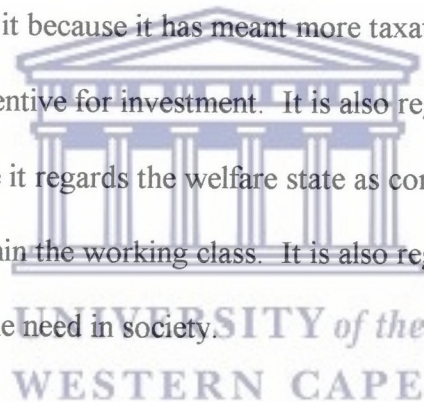 it because it has meant more taxa
entive for investment. It is also re
it regards the welfare state as co
in the working class. It is also re
e need in society.
UNIVERSITY of the
WESTERN CAPE